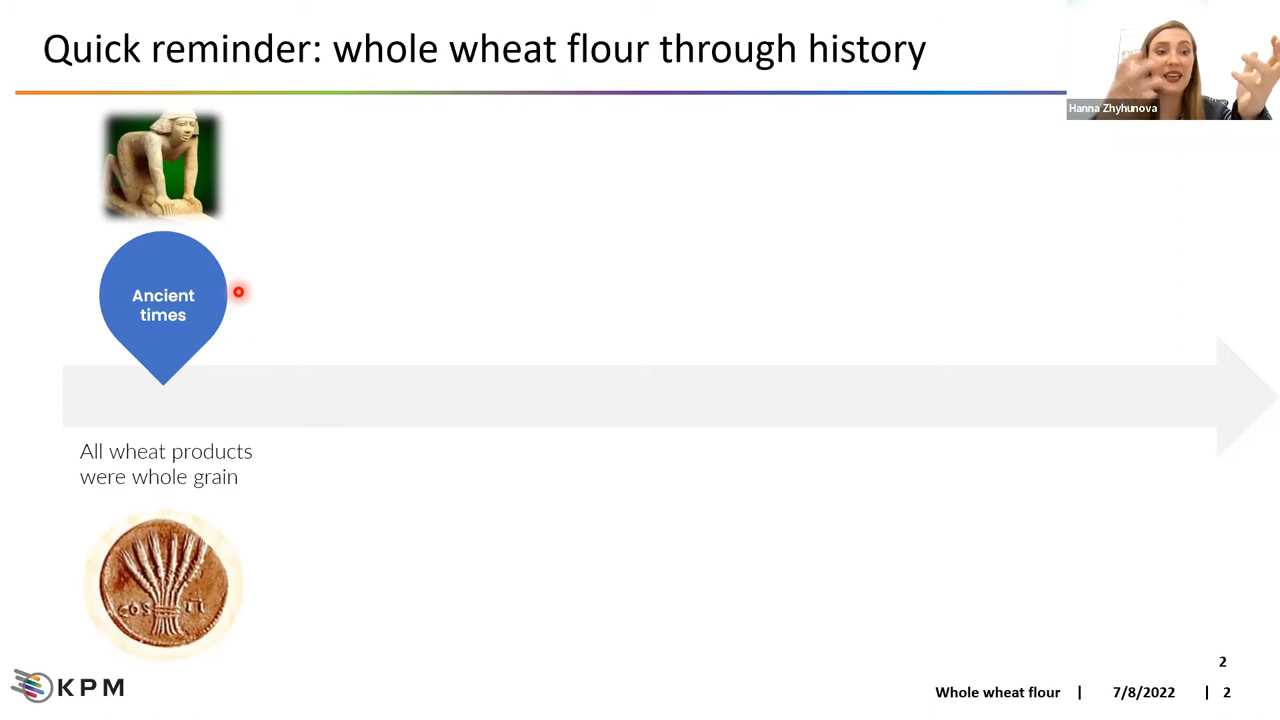 Quick reminder: whole wheat flour through history
Hanna Zhyhunova
Ancient
times
All wheat products
were whole grain
COS II
2
KPM
Whole wheat flour | 7/8/2022 | 2